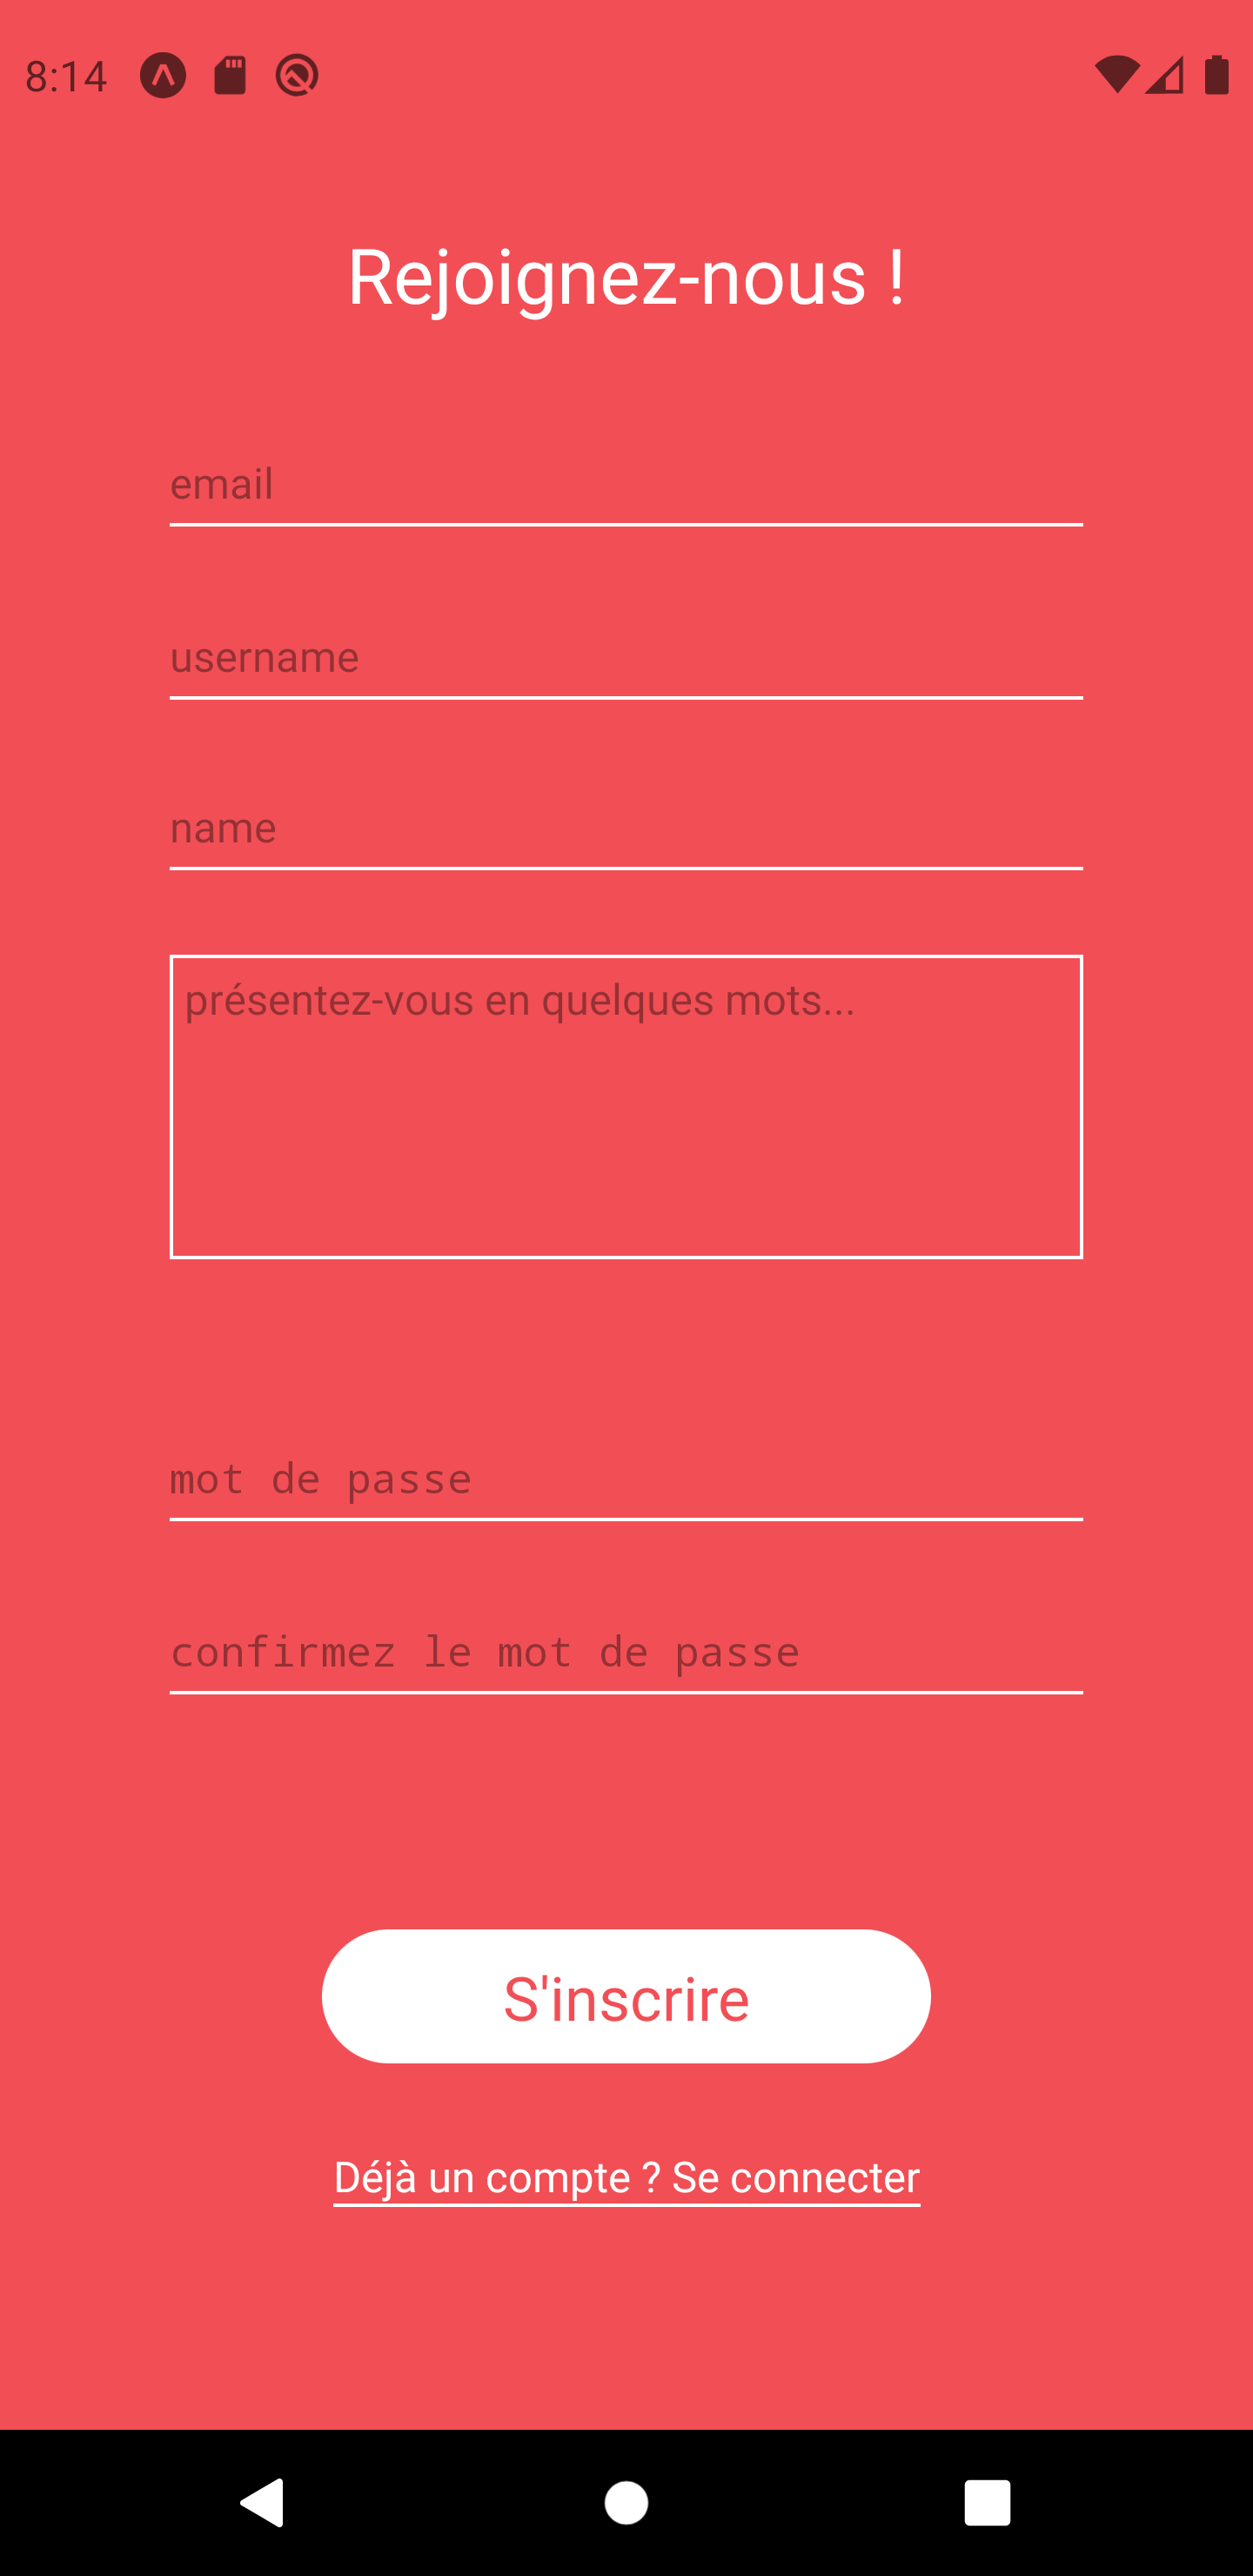 8:14
Rejoignez-nous !
email
username
name
présentez-vous en quelques mots...
mot de passe
confirmez le mot de passe
S'inscrire
Déjà un compte ? Se connecter